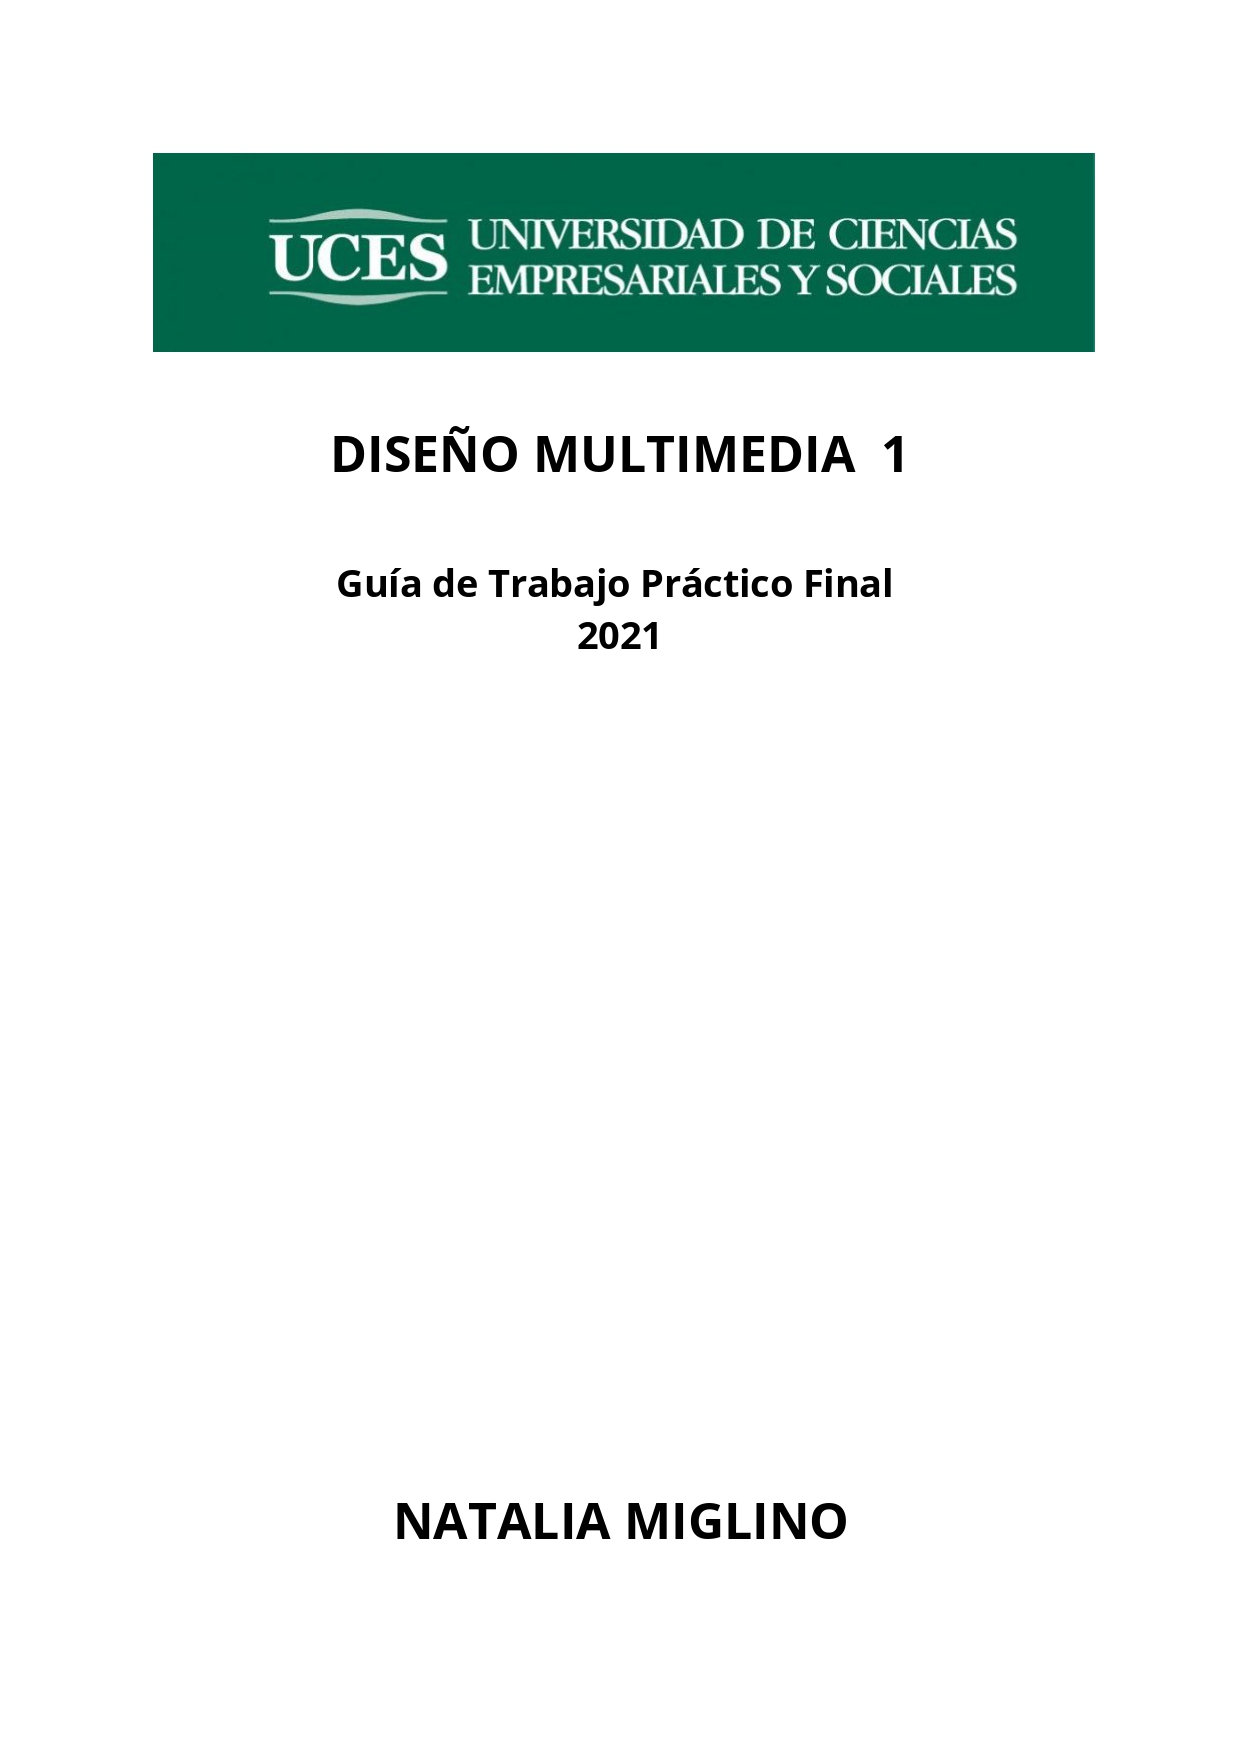 UCES
UNIVERSIDAD DE CIENCIAS
EMPRESARIALES Y SOCIALES
DISEÑO MULTIMEDIA 1
Guía de Trabajo Práctico Final
2021
NATALIA MIGLINO